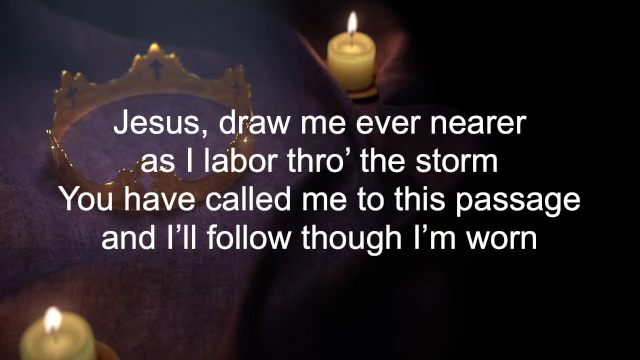 Jesus, draw me ever nearer
as I labor thro’ the storm
You have called me to this passage
and I’ll follow though I’m worn